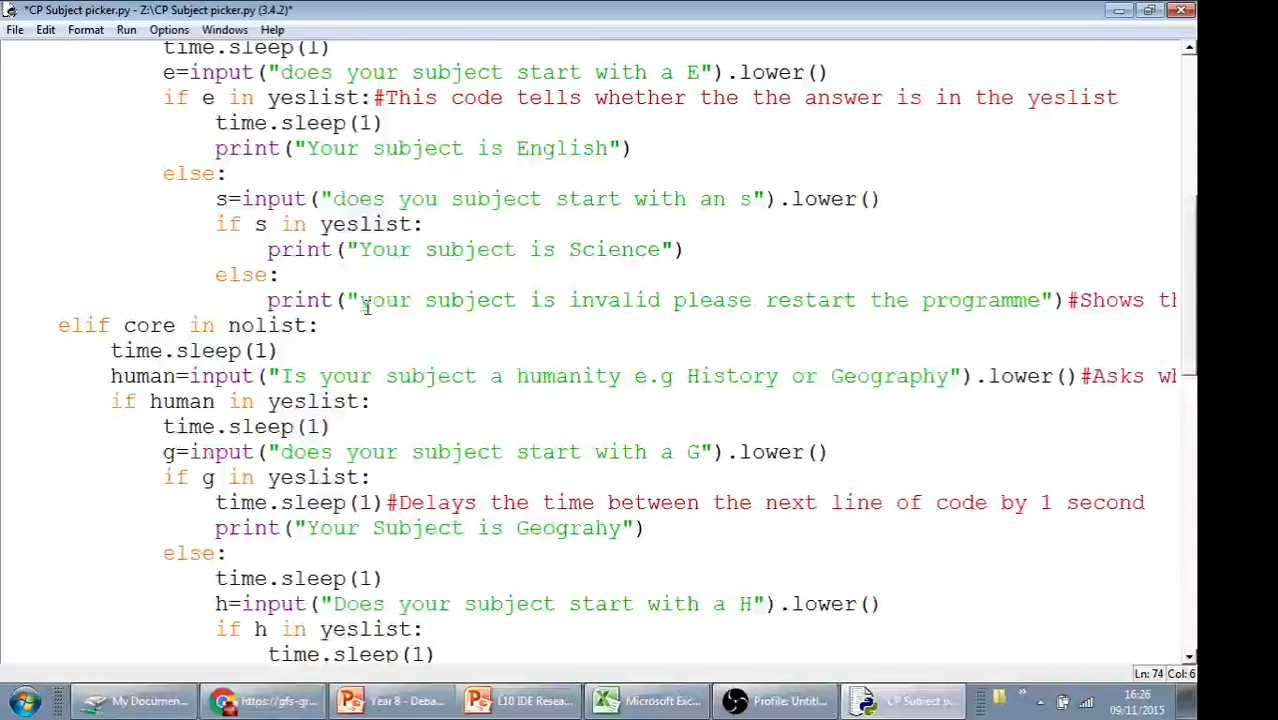 *CP Subject picker.py - Z:\CP Subject picker.py (3.4.2)*
File Edit Format Run Options Windows Help
time.sleep(1)
e=input("does your subject start with a E").lower()
if e in yeslist:#This code tells whether the the answer is in the yeslist
time.sleep(1)
print("Your subject is English")
else:
s=input("does you subject start with an s").lower()
if s in yeslist:
print("Your subject is Science")
else:
print("your subject is invalid please restart the programme")#Shows th
elif core in nolist:
time.sleep(1)
human=input("Is your subject a humanity e.g History or Geography").lower()#Asks wh
if human in yeslist:
time.sleep(1)
g=input("does your subject start with a G").lower()
if g in yeslist:
time.sleep(1)#Delays the time between the next line of code by 1 second
print("Your Subject is Geograhy")
else:
time.sleep(1)
h=input("Does your subject start with a H").lower()
if h in yeslist:
time.sleep(1)
Ln: 74 Col: 6
My Documen... https://gfs-gr... Year 8 - Deba... L10 IDE Resea... Microsoft Exc... Profile: Untitl... CP Subject p... 16:26
09/11/2015